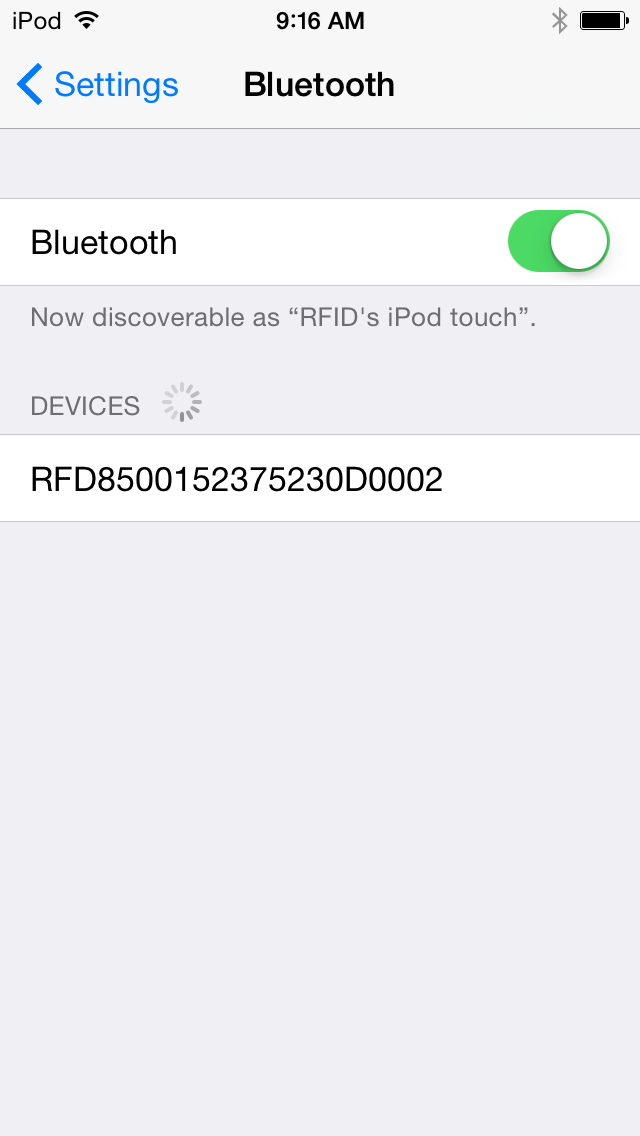 iPod 9:16 AM
Settings Bluetooth
Bluetooth
Now discoverable as “RFID's iPod touch”.
DEVICES
RFD8500152375230D0002